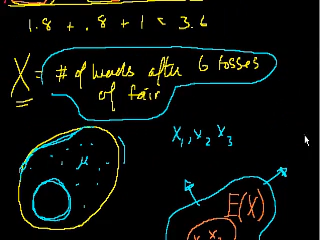 1.8 + .8 + 1 = 3.6
X = # of heads after 6 tosses
of fair
μ
X₁, X₂ X₃
E(X)